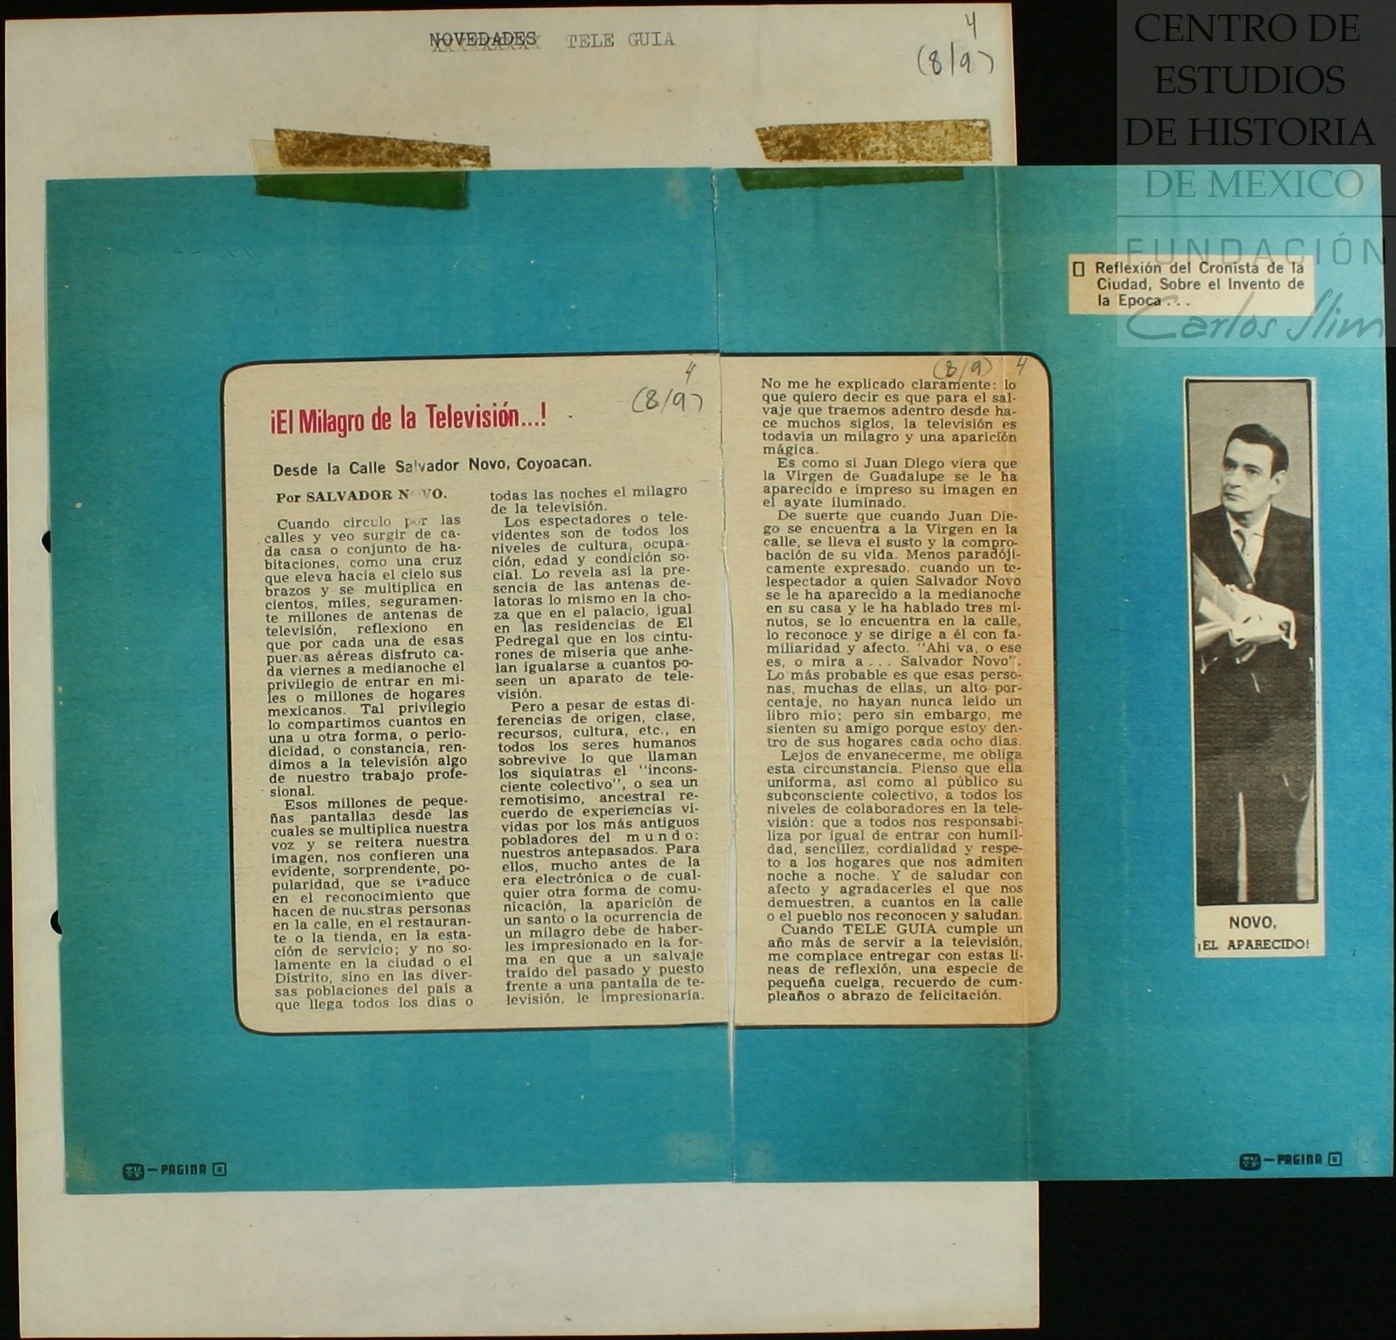 NOVEDADES TELE GUIA
4
(8/9)
CENTRO DE
ESTUDIOS
DE HISTORIA
DE MEXICO
FUNDACIÓN
Carlos Slim
▯ Reflexión del Cronista de la
Ciudad, Sobre el Invento de
la Epoca...
4
(8/9)
¡El Milagro de la Televisión...!
Desde la Calle Salvador Novo, Coyoacan.
Por SALVADOR NOVO.
Cuando circulo por las
calles y veo surgir de ca-
da casa o conjunto de ha-
bitaciones, como una cruz
que eleva hacia el cielo sus
brazos y se multiplica en
cientos, miles, seguramen-
te millones de antenas de
televisión, reflexiono en
que por cada una de esas
puertas aéreas disfruto ca-
da viernes a medianoche el
privilegio de entrar en mi-
les o millones de hogares
mexicanos. Tal privilegio
lo compartimos cuantos en
una u otra forma, o perio-
dicidad, o constancia, ren-
dimos a la televisión algo
de nuestro trabajo profe-
sional.
Esos millones de peque-
ñas pantallas desde las
cuales se multiplica nuestra
voz y se reitera nuestra
imagen, nos confieren una
evidente, sorprendente, po-
pularidad, que se traduce
en el reconocimiento que
hacen de nuestras personas
en la calle, en el restauran-
te o la tienda, en la esta-
ción de servicio; y no so-
lamente en la ciudad o el
Distrito, sino en las diver-
sas poblaciones del país a
que llega todos los días o
todas las noches el milagro
de la televisión.
Los espectadores o tele-
videntes son de todos los
niveles de cultura, ocupa-
ción, edad y condición so-
cial. Lo revela así la pre-
sencia de las antenas de-
latoras lo mismo en la cho-
za que en el palacio, igual
en las residencias de El
Pedregal que en los cintu-
rones de miseria que anhe-
lan igualarse a cuantos po-
seen un aparato de tele-
visión.
Pero a pesar de estas di-
ferencias de origen, clase,
recursos, cultura, etc., en
todos los seres humanos
sobrevive lo que llaman
los siquiatras el "incons-
ciente colectivo", o sea un
remotísimo, ancestral re-
cuerdo de experiencias vi-
vidas por los más antiguos
pobladores del mundo:
nuestros antepasados. Para
ellos, mucho antes de la
era electrónica o de cual-
quier otra forma de comu-
nicación, la aparición de
un santo o la ocurrencia de
un milagro debe de haber-
les impresionado en la for-
ma en que a un salvaje
traído del pasado y puesto
frente a una pantalla de te-
levisión, le impresionaría.
(8/9) 4
No me he explicado claramente: lo
que quiero decir es que para el sal-
vaje que traemos adentro desde ha-
ce muchos siglos, la televisión es
todavía un milagro y una aparición
mágica.
Es como si Juan Diego viera que
la Virgen de Guadalupe se le ha
aparecido e impreso su imagen en
el ayate iluminado.
De suerte que cuando Juan Die-
go se encuentra a la Virgen en la
calle, se lleva el susto y la compro-
bación de su vida. Menos paradóji-
camente expresado. cuando un te-
lespectador a quien Salvador Novo
se le ha aparecido a la medianoche
en su casa y le ha hablado tres mi-
nutos, se lo encuentra en la calle,
lo reconoce y se dirige a él con fa-
miliaridad y afecto. "Ahí va, o ese
es, o mira a... Salvador Novo".
Lo más probable es que esas perso-
nas, muchas de ellas, un alto por-
centaje, no hayan nunca leído un
libro mío; pero sin embargo, me
sienten su amigo porque estoy den-
tro de sus hogares cada ocho días.
Lejos de envanecerme, me obliga
esta circunstancia. Pienso que ella
uniforma, así como al público su
subconsciente colectivo, a todos los
niveles de colaboradores en la tele-
visión: que a todos nos responsabi-
liza por igual de entrar con humil-
dad, sencillez, cordialidad y respe-
to a los hogares que nos admiten
noche a noche. Y de saludar con
afecto y agradacerles el que nos
demuestren, a cuantos en la calle
o el pueblo nos reconocen y saludan.
Cuando TELE GUIA cumple un
año más de servir a la televisión,
me complace entregar con estas lí-
neas de reflexión, una especie de
pequeña cuelga, recuerdo de cum-
pleaños o abrazo de felicitación.
NOVO,
¡EL APARECIDO!
TV—PAGINA 8
TV—PAGINA